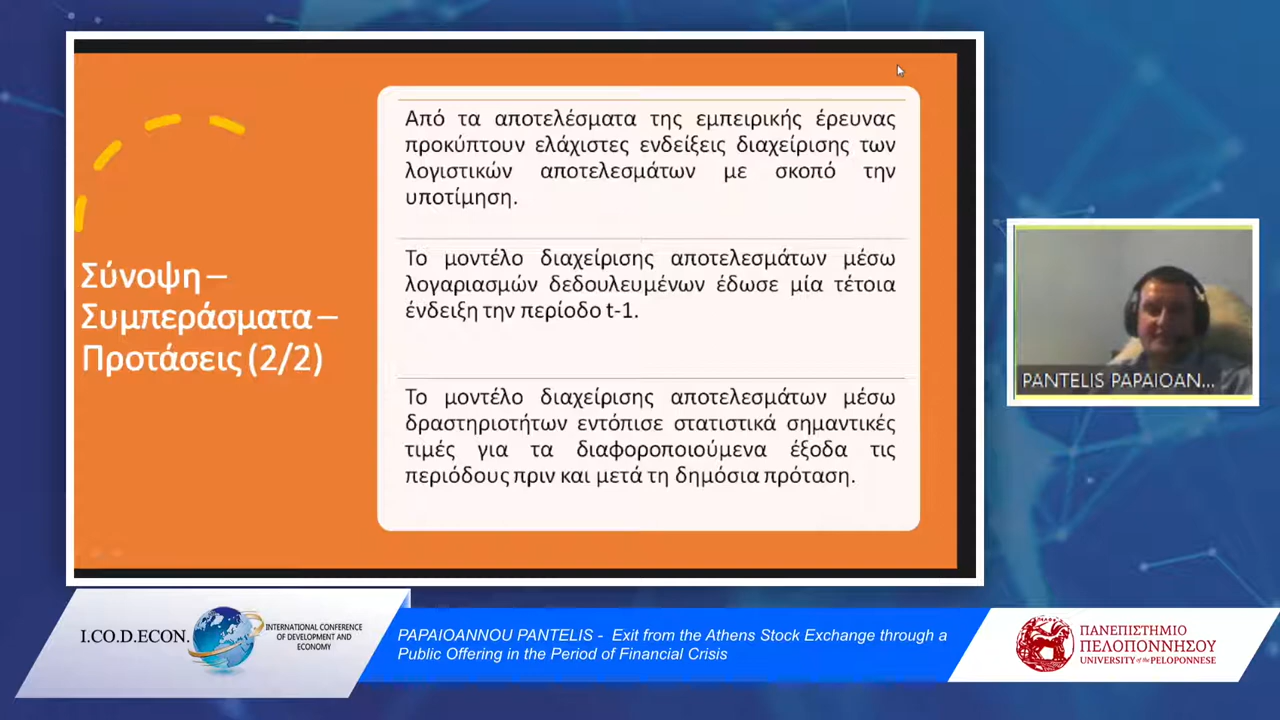 Σύνοψη –
Συμπεράσματα –
Προτάσεις (2/2)
Από τα αποτελέσματα της εμπειρικής έρευνας
προκύπτουν ελάχιστες ενδείξεις διαχείρισης των
λογιστικών αποτελεσμάτων με σκοπό την
υποτίμηση.
Το μοντέλο διαχείρισης αποτελεσμάτων μέσω
λογαριασμών δεδουλευμένων έδωσε μία τέτοια
ένδειξη την περίοδο t-1.
Το μοντέλο διαχείρισης αποτελεσμάτων μέσω
δραστηριοτήτων εντόπισε στατιστικά σημαντικές
τιμές για τα διαφοροποιούμενα έξοδα τις
περιόδους πριν και μετά τη δημόσια πρόταση.
PANTELIS PAPAIOAN...
I.CO.D.ECON.
INTERNATIONAL CONFERENCE
OF DEVELOPMENT AND
ECONOMY
PAPAIOANNOU PANTELIS - Exit from the Athens Stock Exchange through a
Public Offering in the Period of Financial Crisis
ΠΑΝΕΠΙΣΤΗΜΙΟ
ΠΕΛΟΠΟΝΝΗΣΟΥ
UNIVERSITY of the PELOPONNESE